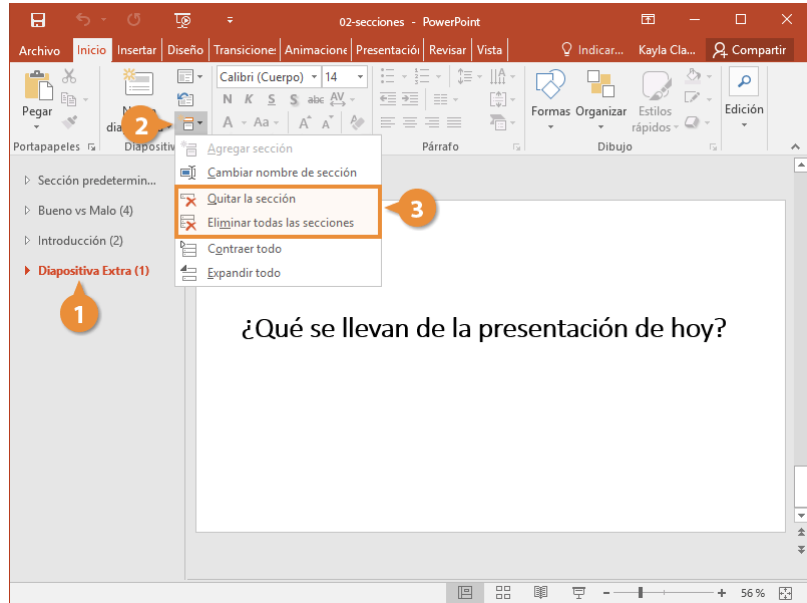 02-secciones - PowerPoint
Archivo Inicio Insertar Diseño Transicione Animacione Presentació Revisar Vista Indicar... Kayla Cla... Compartir
Calibri (Cuerpo) 14
N K S S abc AV
A Aa A A
Pegar
Formas Organizar Estilos rápidos Edición
2
Portapapeles Diapositiv Párrafo Dibujo
Agregar sección
Cambiar nombre de sección
Quitar la sección
Eliminar todas las secciones
3
Contraer todo
Expandir todo
Sección predetermin...
Bueno vs Malo (4)
Introducción (2)
Diapositiva Extra (1)
1
¿Qué se llevan de la presentación de hoy?
56 %